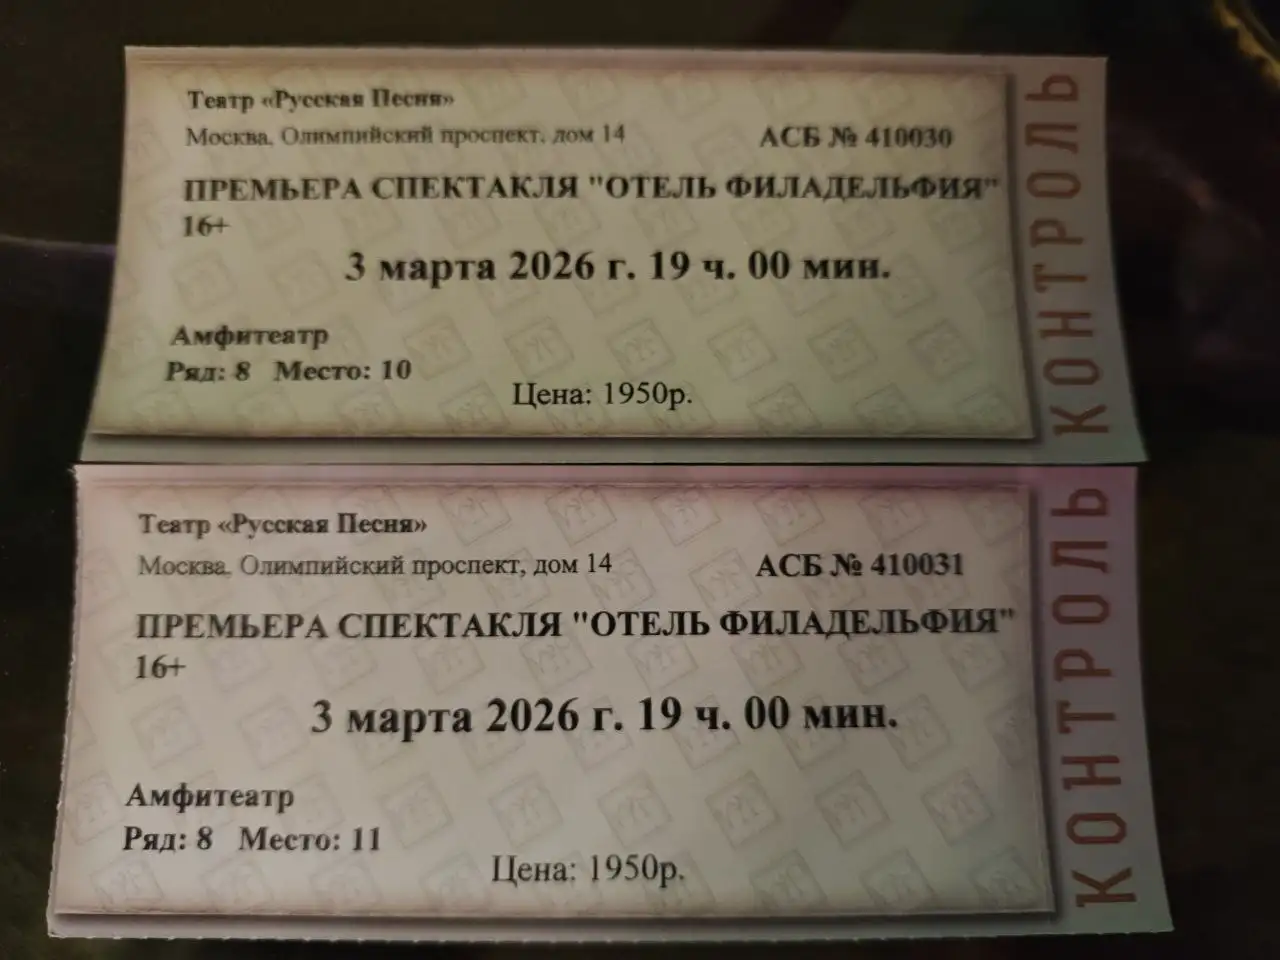 Театр «Русская Песня»
Москва. Олимпийский проспект, дом 14
АСБ № 410030
ПРЕМЬЕРА СПЕКТАКЛЯ "ОТЕЛЬ ФИЛАДЕЛЬФИЯ"
16+
3 марта 2026 г. 19 ч. 00 мин.
Амфитеатр
Ряд: 8 Место: 10
Цена: 1950р.
КОНТРОЛЬ
Театр «Русская Песня»
Москва. Олимпийский проспект, дом 14
АСБ № 410031
ПРЕМЬЕРА СПЕКТАКЛЯ "ОТЕЛЬ ФИЛАДЕЛЬФИЯ"
16+
3 марта 2026 г. 19 ч. 00 мин.
Амфитеатр
Ряд: 8 Место: 11
Цена: 1950р.
КОНТРОЛЬ